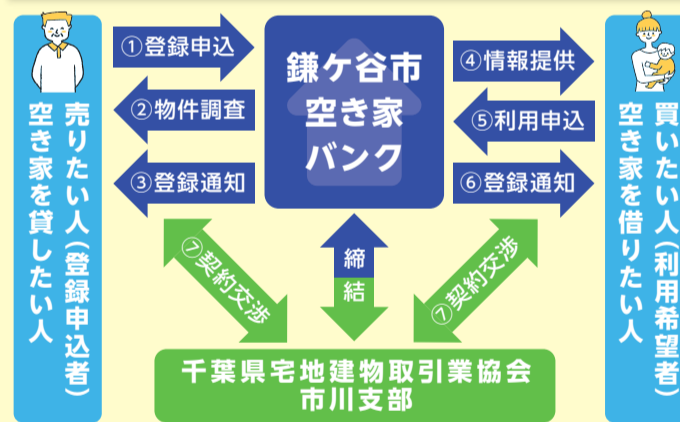 空き家を貸したい人
売りたい人(登録申込者)
①登録申込
②物件調査
③登録通知
鎌ケ谷市
空き家
バンク
④情報提供
⑤利用申込
⑥登録通知
買いたい人(利用希望者)
空き家を借りたい人
⑦契約交渉
締
結
⑦契約交渉
千葉県宅地建物取引業協会
市川支部